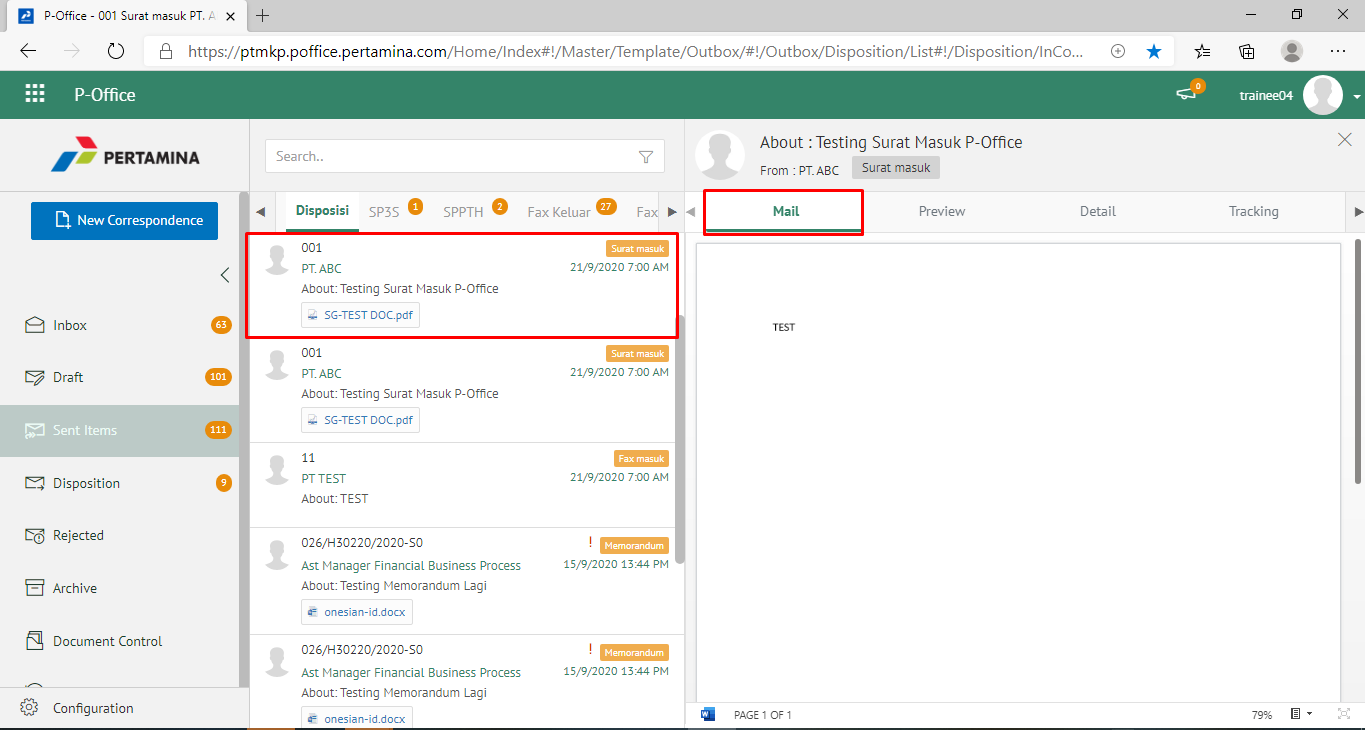 P-Office - 001 Surat masuk PT. A
https://ptmkp.poffice.pertamina.com/Home/Index#!/Master/Template/Outbox/#!/Outbox/Disposition/List#!/Disposition/InCo...
P-Office
0
trainee04
PERTAMINA
New Correspondence
Inbox 63
Draft 101
Sent Items 111
Disposition 9
Rejected
Archive
Document Control
Configuration
Search..
Disposisi SP3S 1 SPPTH 2 Fax Keluar 27 Fax
001 Surat masuk
PT. ABC 21/9/2020 7:00 AM
About: Testing Surat Masuk P-Office
SG-TEST DOC.pdf
001 Surat masuk
PT. ABC 21/9/2020 7:00 AM
About: Testing Surat Masuk P-Office
SG-TEST DOC.pdf
11 Fax masuk
PT TEST 21/9/2020 7:00 AM
About: TEST
026/H30220/2020-S0 ! Memorandum
Ast Manager Financial Business Process 15/9/2020 13:44 PM
About: Testing Memorandum Lagi
onesian-id.docx
026/H30220/2020-S0 ! Memorandum
Ast Manager Financial Business Process 15/9/2020 13:44 PM
About: Testing Memorandum Lagi
onesian-id.docx
About : Testing Surat Masuk P-Office
From : PT. ABC Surat masuk
Mail Preview Detail Tracking
TEST
PAGE 1 OF 1 79%